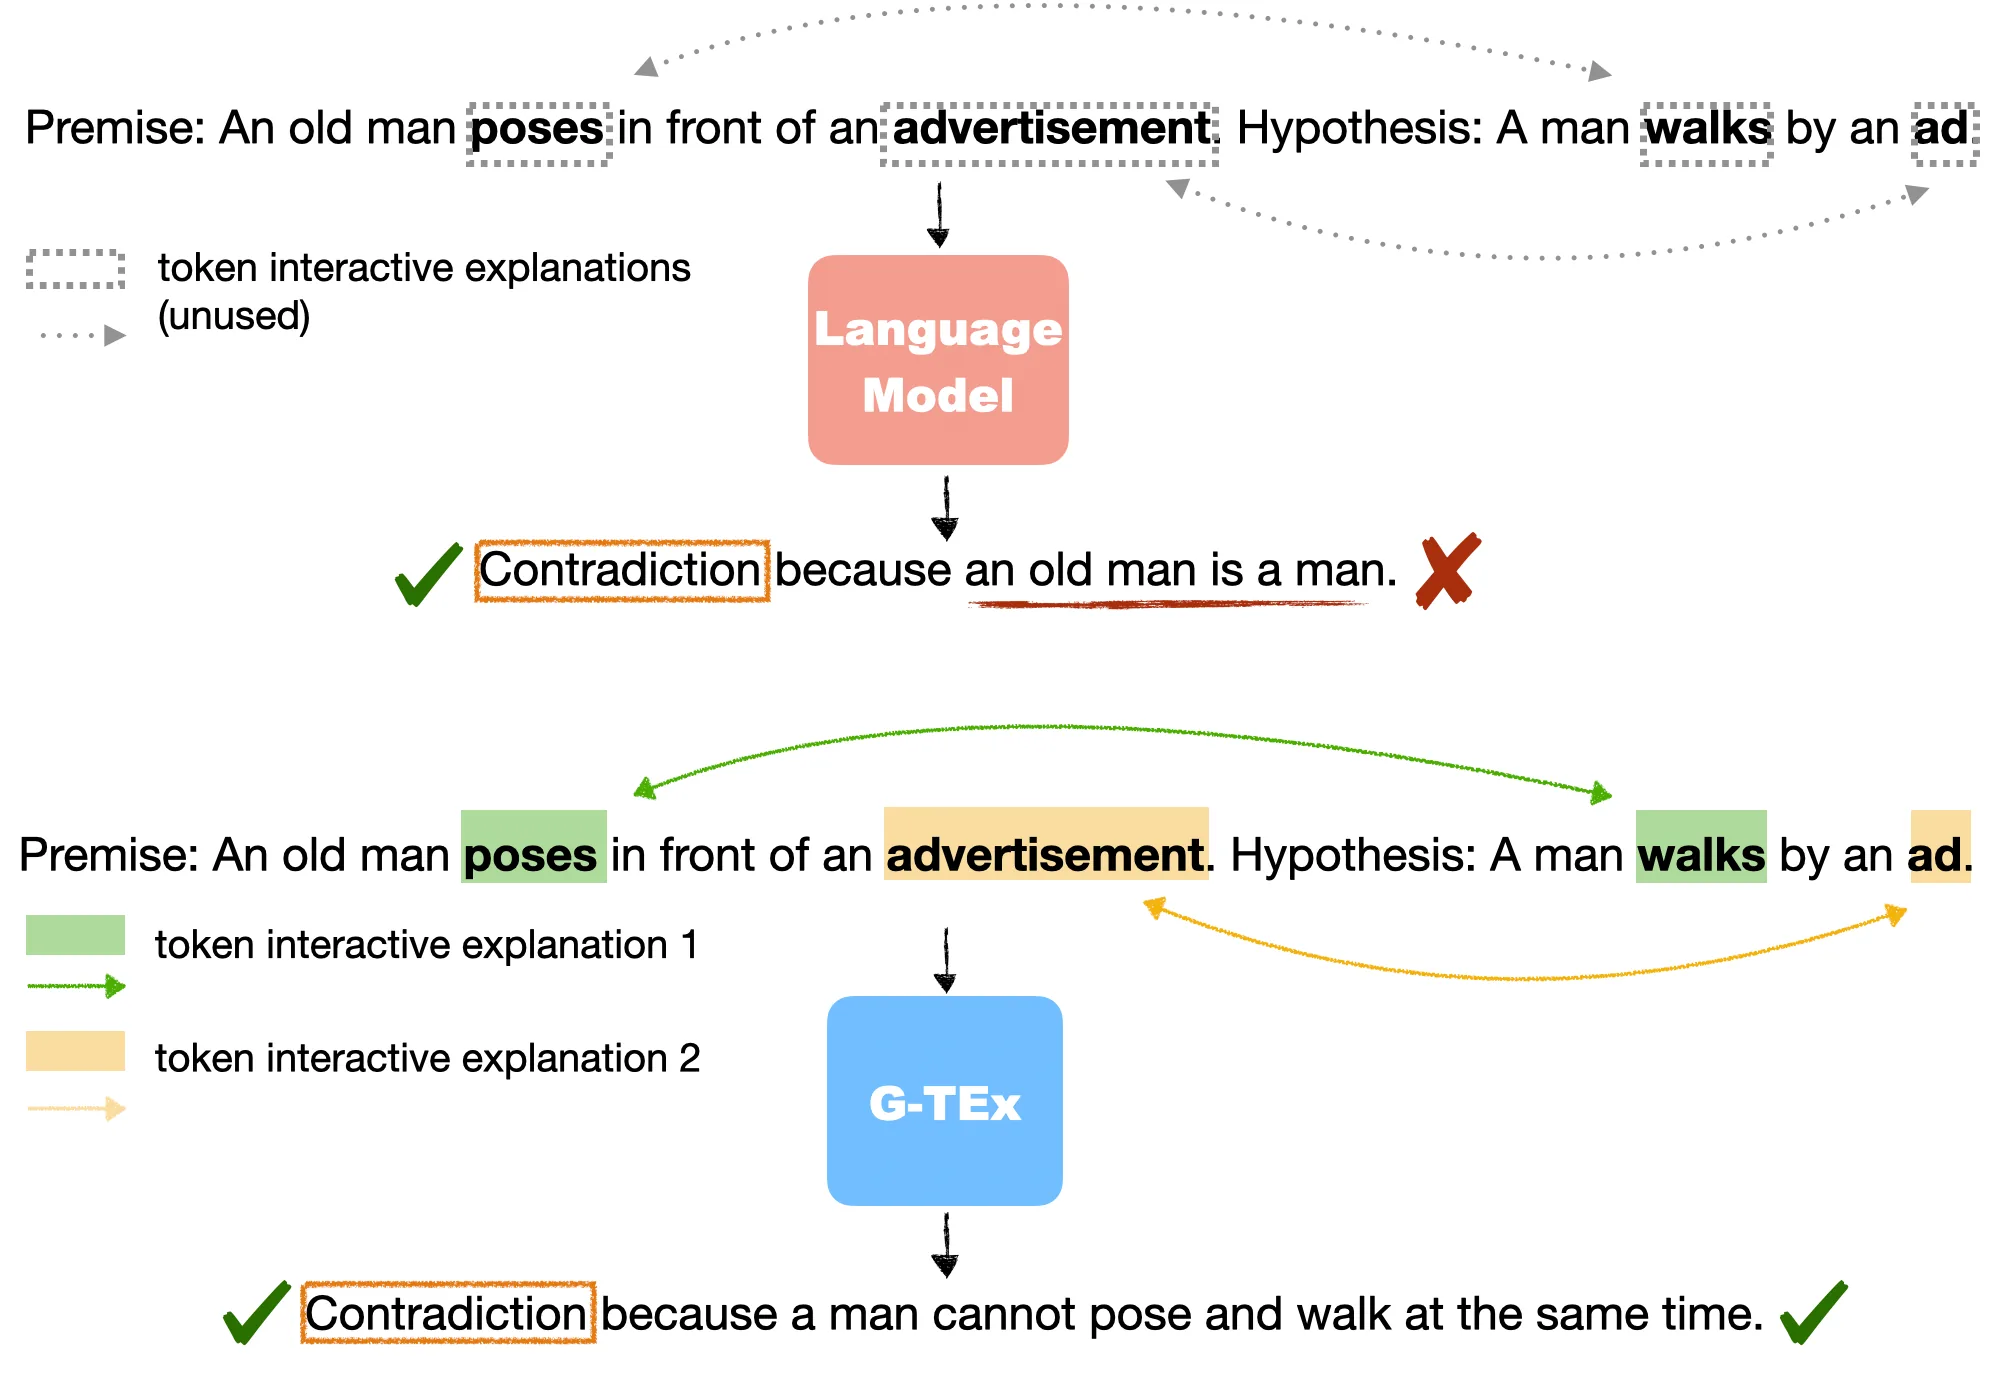 Premise: An old man poses in front of an advertisement. Hypothesis: A man walks by an ad
token interactive explanations
(unused)
Language
Model
Contradiction because an old man is a man.
Premise: An old man poses in front of an advertisement. Hypothesis: A man walks by an ad.
token interactive explanation 1
token interactive explanation 2
G-TEx
Contradiction because a man cannot pose and walk at the same time.